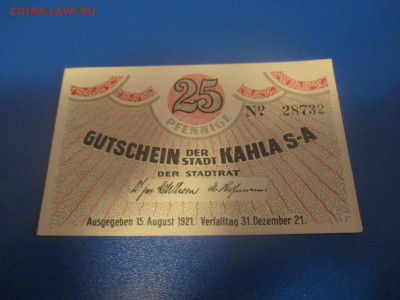 COINS.LAVE.RU
25
PFENNIGE
Nº 28732
GUTSCHEIN DER STADT KAHLA S-A
DER STADTRAT
Ausgegeben 15. August 1921. Verfalltag 31. Dezember 21.